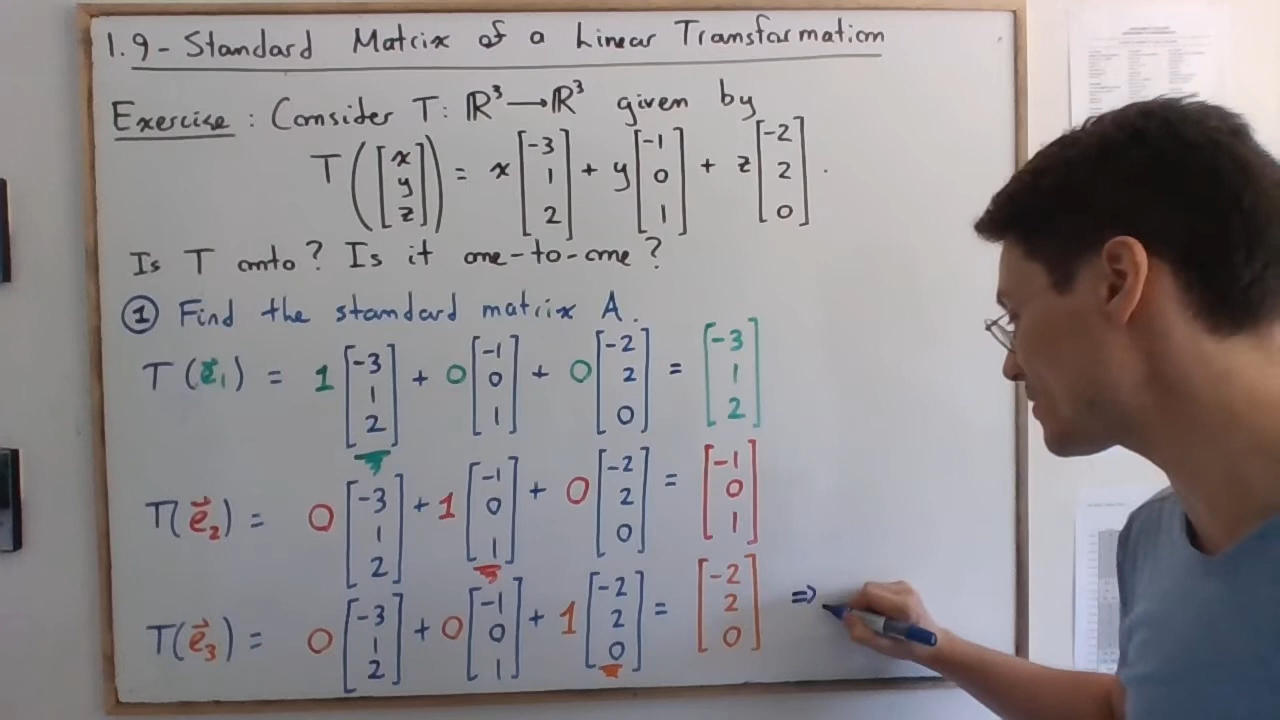 1.9 - Standard Matrix of a Linear Transformation
Exercise: Consider T: ℝ³ → ℝ³ given by
T([x y z]) = x [-3 1 2] + y [-1 0 1] + z [-2 2 0].
Is T onto? Is it one-to-one?
① Find the standard matrix A.
T(e⃗₁) = 1 [-3 1 2] + 0 [-1 0 1] + 0 [-2 2 0] = [-3 1 2]
T(e⃗₂) = 0 [-3 1 2] + 1 [-1 0 1] + 0 [-2 2 0] = [-1 0 1]
T(e⃗₃) = 0 [-3 1 2] + 0 [-1 0 1] + 1 [-2 2 0] = [-2 2 0] ⇒